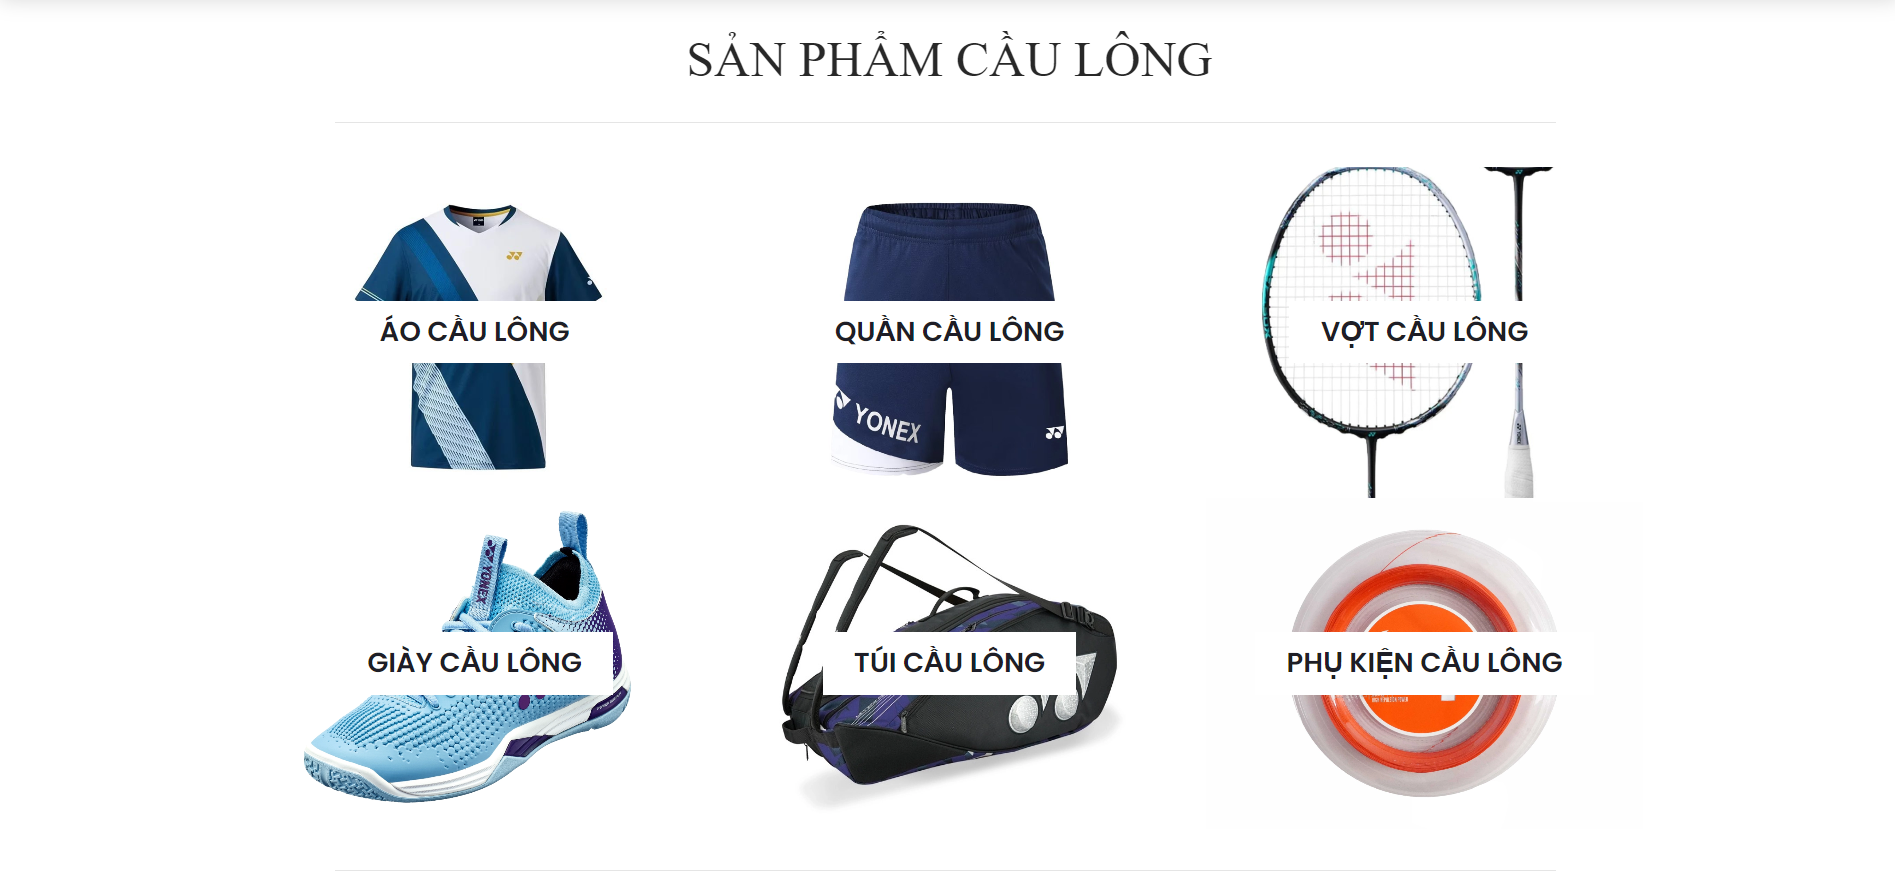 SẢN PHẨM CẦU LÔNG
ÁO CẦU LÔNG
QUẦN CẦU LÔNG
VỢT CẦU LÔNG
YONEX
YONEX
GIÀY CẦU LÔNG
TÚI CẦU LÔNG
PHỤ KIỆN CẦU LÔNG